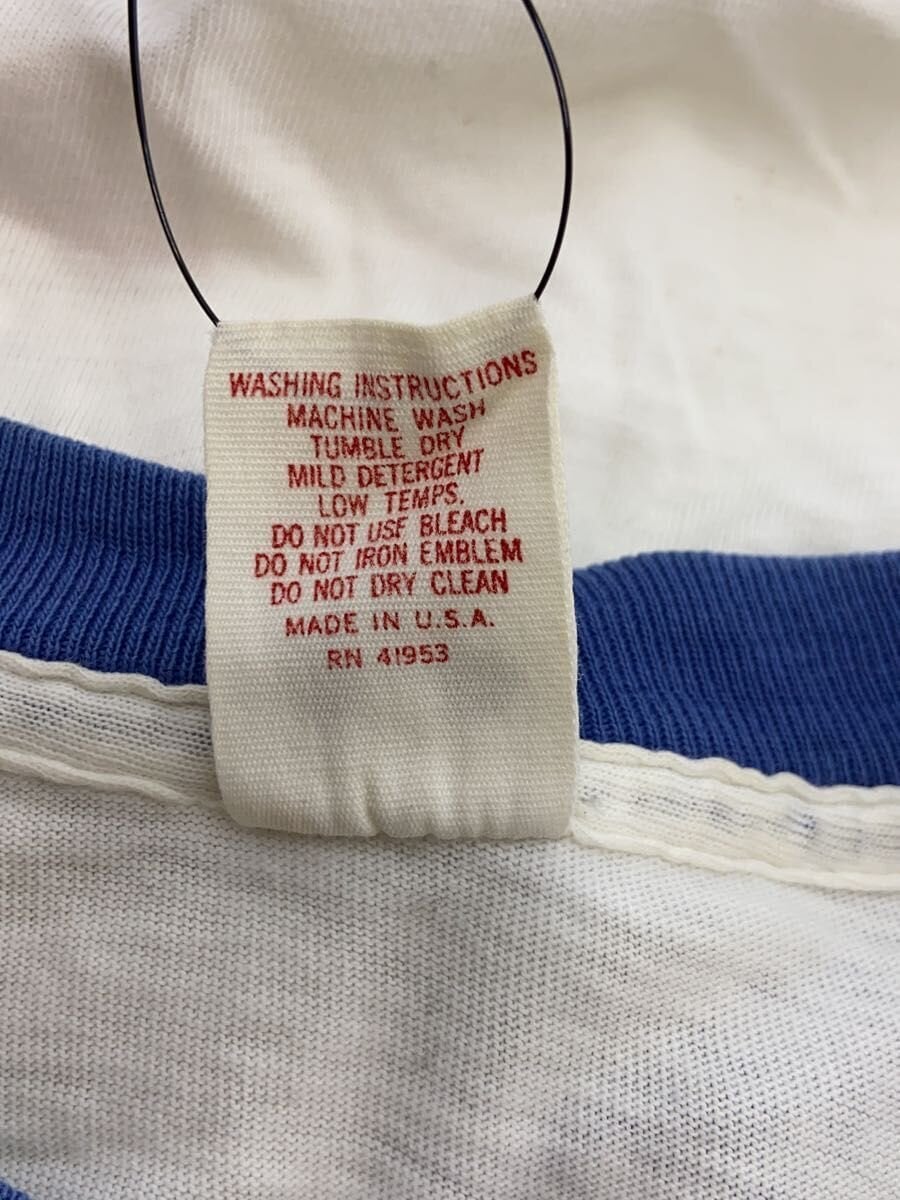 WASHING INSTRUCTIONS
MACHINE WASH
TUMBLE DRY
MILD DETERGENT
LOW TEMPS.
DO NOT USE BLEACH
DO NOT IRON EMBLEM
DO NOT DRY CLEAN
MADE IN U.S.A.
RN 41953